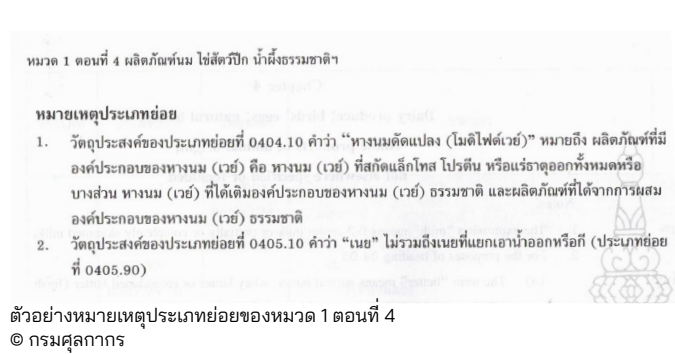 หมวด 1 ตอนที่ 4 ผลิตภัณฑ์นม ไข่สัตว์ปีก น้ำผึ้งธรรมชาติฯ
หมายเหตุประเภทย่อย
1. วัตถุประสงค์ของประเภทย่อยที่ 0404.10 คำว่า “หางนมดัดแปลง (โมดิไฟด์เวย์)” หมายถึง ผลิตภัณฑ์ที่มี
องค์ประกอบของหางนม (เวย์) คือ หางนม (เวย์) ที่สกัดแล็กโทส โปรตีน หรือแร่ธาตุออกทั้งหมดหรือ
บางส่วน หางนม (เวย์) ที่ได้เติมองค์ประกอบของหางนม (เวย์) ธรรมชาติ และผลิตภัณฑ์ที่ได้จากการผสม
องค์ประกอบของหางนม (เวย์) ธรรมชาติ
2. วัตถุประสงค์ของประเภทย่อยที่ 0405.10 คำว่า “เนย” ไม่รวมถึงเนยที่แยกเอาน้ำออกหรือกี (ประเภทย่อย
ที่ 0405.90)
ตัวอย่างหมายเหตุประเภทย่อยของหมวด 1 ตอนที่ 4
© กรมศุลกากร